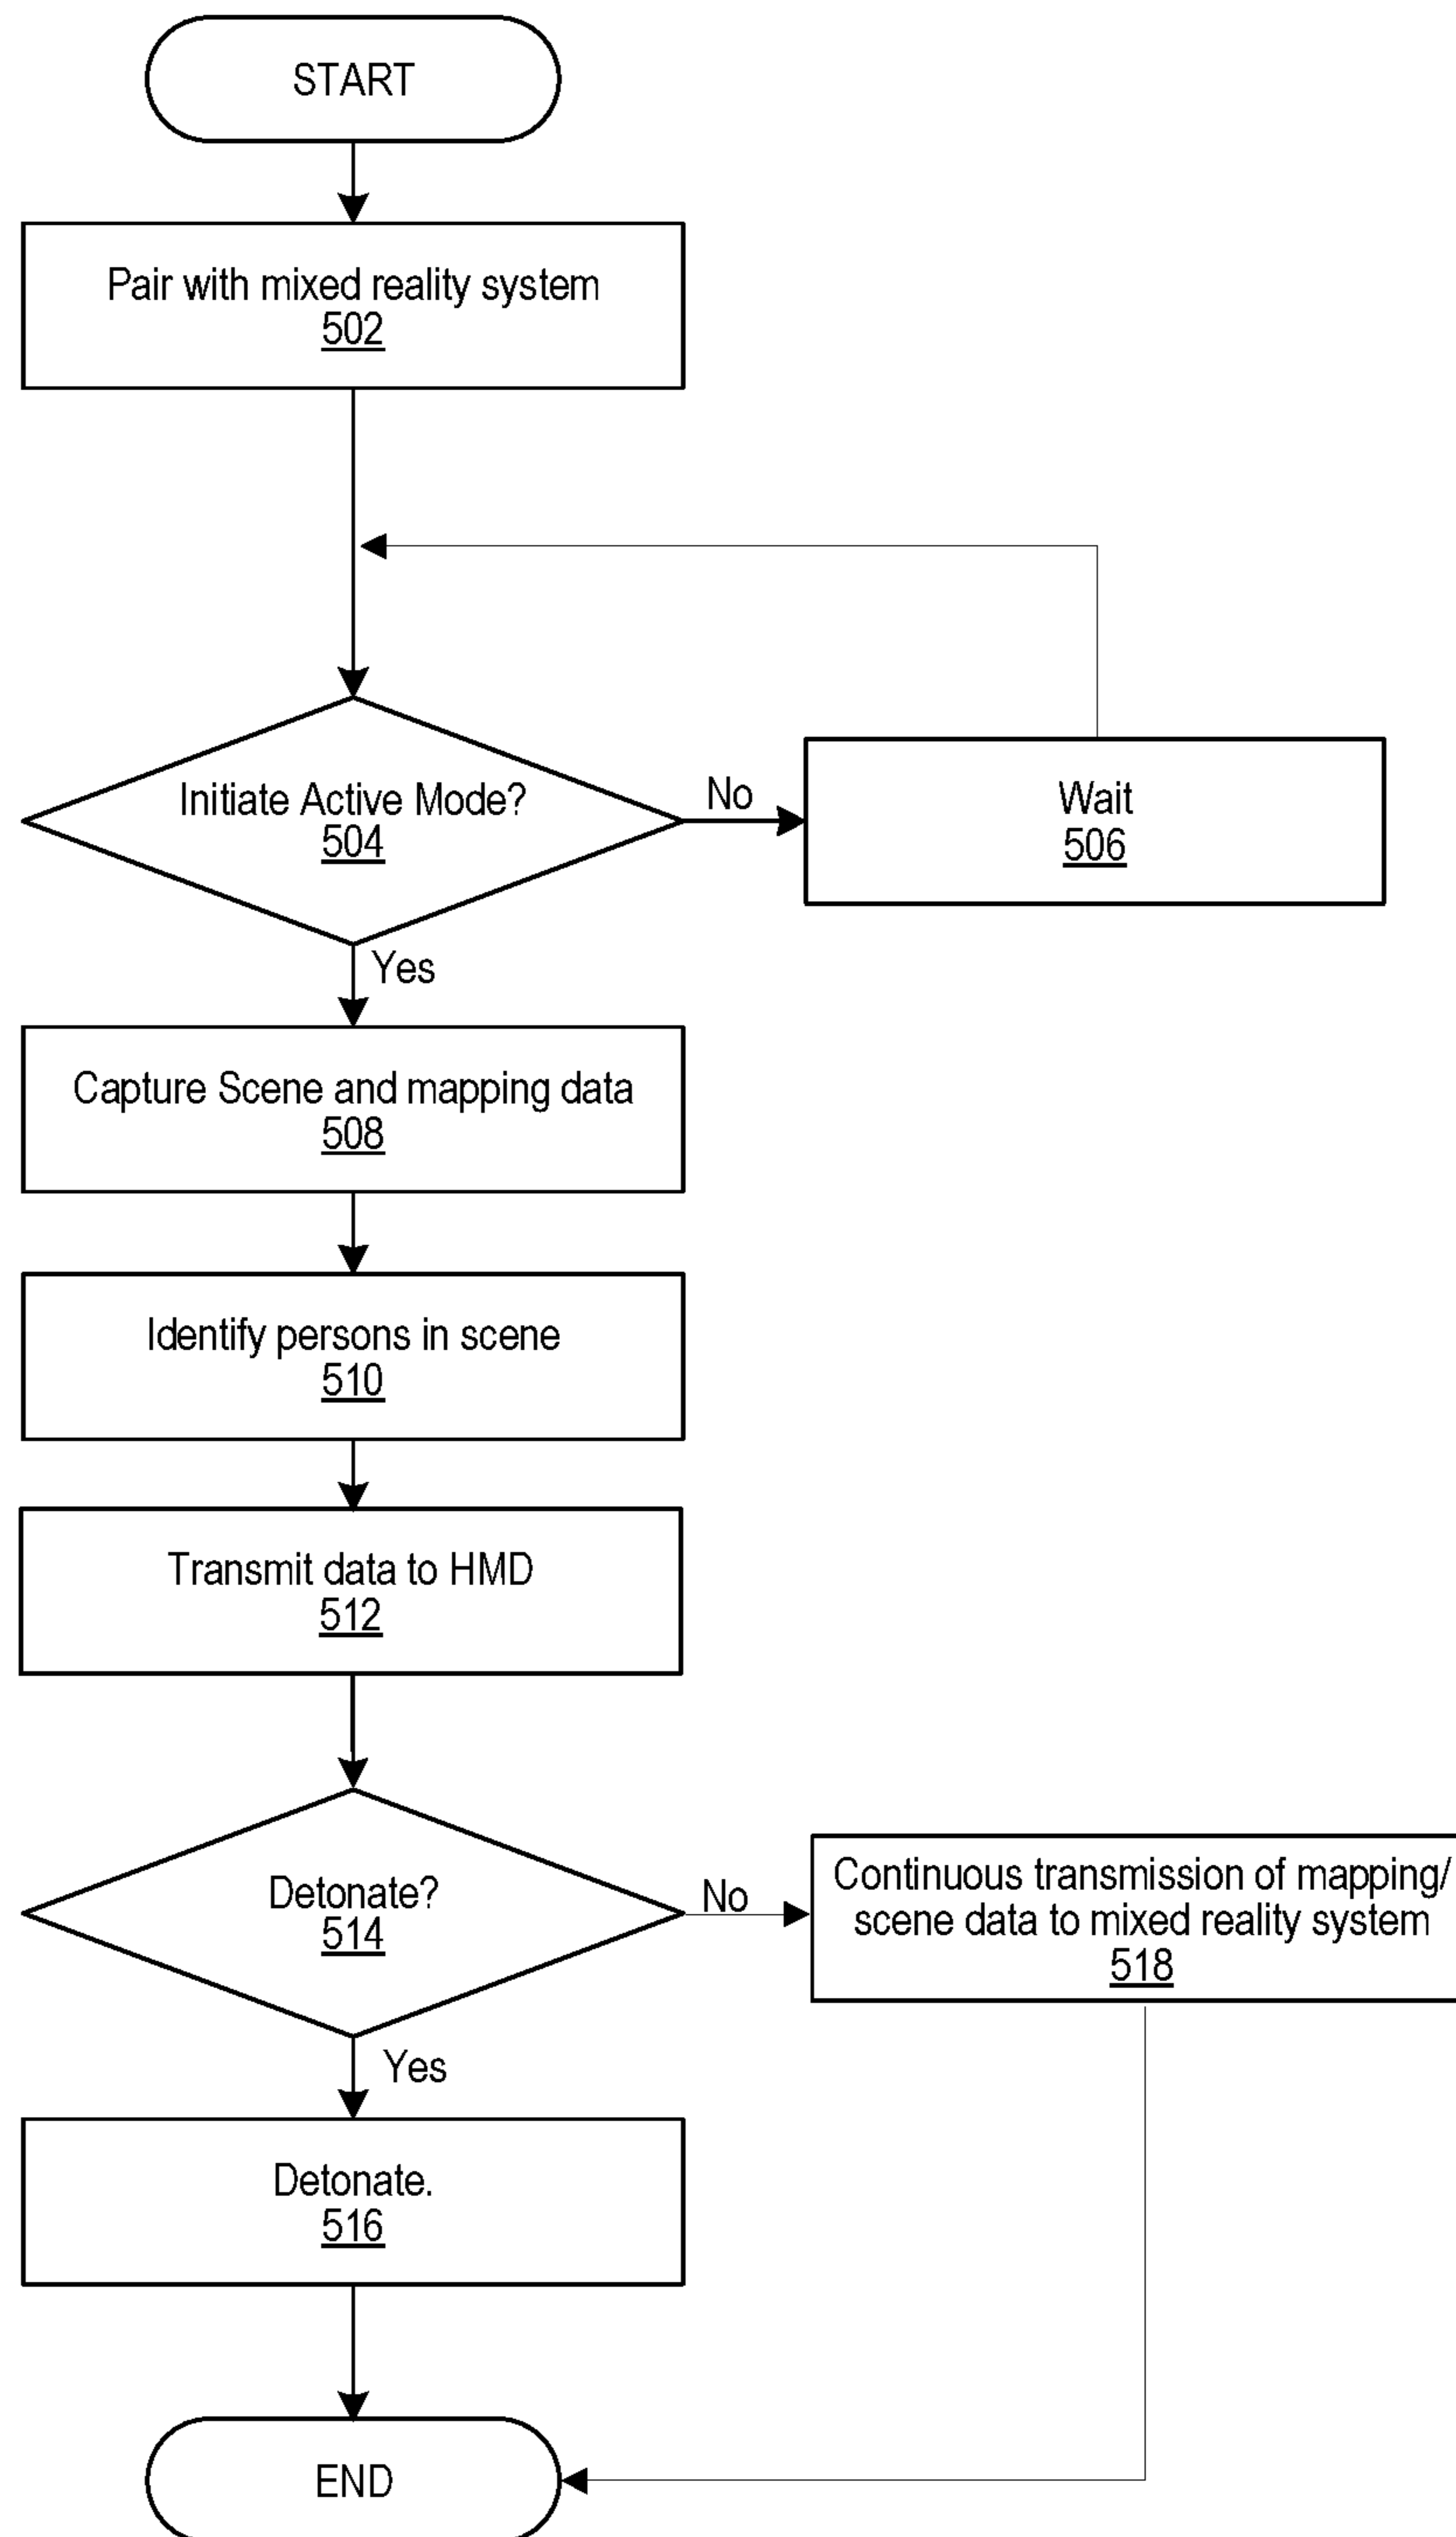 START
Pair with mixed reality system
502
Initiate Active Mode?
504
No
Wait
506
Yes
Capture Scene and mapping data
508
Identify persons in scene
510
Transmit data to HMD
512
Detonate?
514
No
Continuous transmission of mapping/
scene data to mixed reality system
518
Yes
Detonate.
516
END